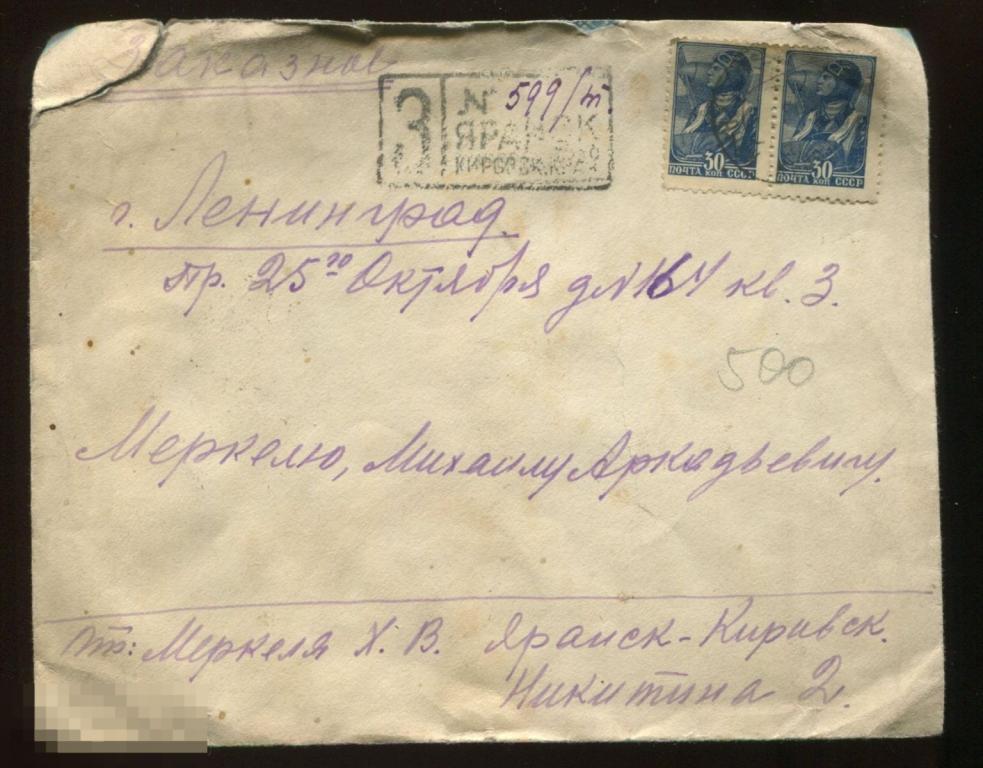 Заказное
З
№ 599/т.
ЯРАНСК
КИРОВСК.КРАЯ
30 30
ПОЧТА КОП СССР ПОЧТА КОП СССР
г. Ленинград
пр. 25го Октября д №164 кв. 3.
500
Меркелю, Михаилу Аркадьевичу.
От: Меркеля Х. В. Яранск-Кировск.
Никитина 2.